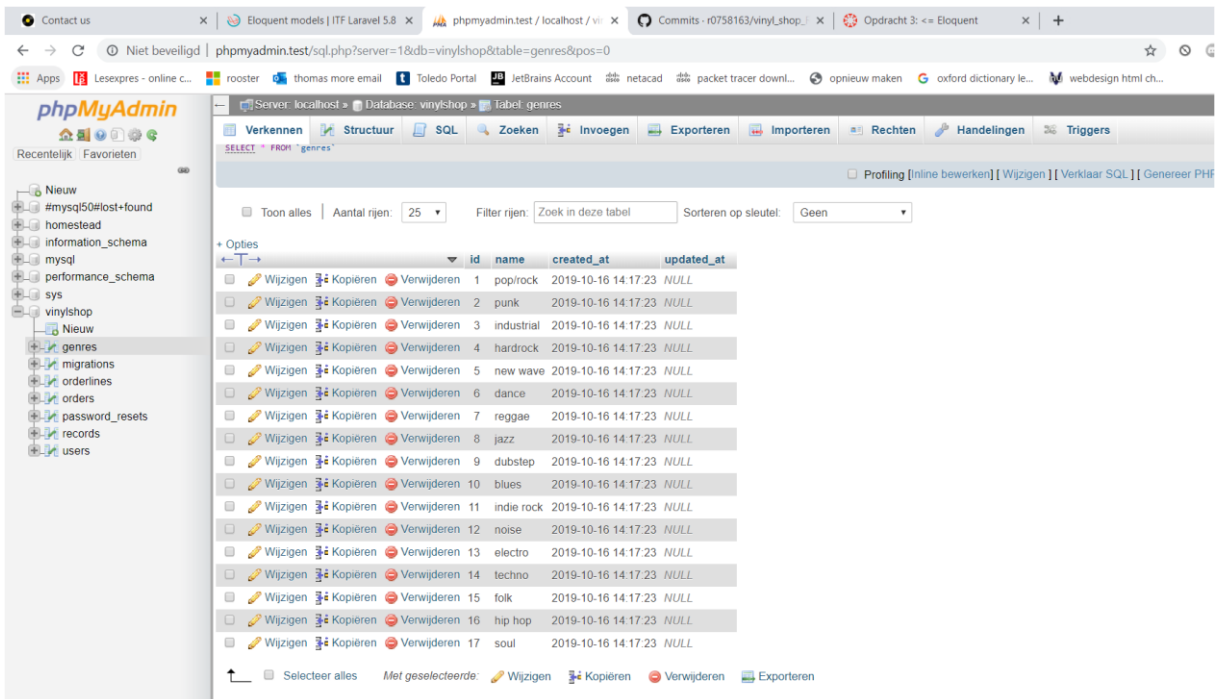 Contact us
Eloquent models | ITF Laravel 5.8
phpmyadmin.test / localhost / vi
Commits · r0758163/vinyl_shop_
Opdracht 3: <= Eloquent
Niet beveiligd | phpmyadmin.test/sql.php?server=1&db=vinylshop&table=genres&pos=0
Apps Lesexpres - online c... rooster thomas more email Toledo Portal JetBrains Account netacad packet tracer downl... opnieuw maken oxford dictionary le... webdesign html ch...
phpMyAdmin
Recentelijk Favorieten
Nieuw
#mysql50#lost+found
homestead
information_schema
mysql
performance_schema
sys
vinylshop
Nieuw
genres
migrations
orderlines
orders
password_resets
records
users
Server: localhost » Database: vinylshop » Tabel: genres
Verkennen Structuur SQL Zoeken Invoegen Exporteren Importeren Rechten Handelingen Triggers
SELECT * FROM `genres`
Profiling [Inline bewerken] [ Wijzigen ] [ Verklaar SQL ] [ Genereer PHP
Toon alles | Aantal rijen: 25 Filter rijen: Zoek in deze tabel Sorteren op sleutel: Geen
+ Opties
id name created_at updated_at
Wijzigen Kopiëren Verwijderen 1 pop/rock 2019-10-16 14:17:23 NULL
Wijzigen Kopiëren Verwijderen 2 punk 2019-10-16 14:17:23 NULL
Wijzigen Kopiëren Verwijderen 3 industrial 2019-10-16 14:17:23 NULL
Wijzigen Kopiëren Verwijderen 4 hardrock 2019-10-16 14:17:23 NULL
Wijzigen Kopiëren Verwijderen 5 new wave 2019-10-16 14:17:23 NULL
Wijzigen Kopiëren Verwijderen 6 dance 2019-10-16 14:17:23 NULL
Wijzigen Kopiëren Verwijderen 7 reggae 2019-10-16 14:17:23 NULL
Wijzigen Kopiëren Verwijderen 8 jazz 2019-10-16 14:17:23 NULL
Wijzigen Kopiëren Verwijderen 9 dubstep 2019-10-16 14:17:23 NULL
Wijzigen Kopiëren Verwijderen 10 blues 2019-10-16 14:17:23 NULL
Wijzigen Kopiëren Verwijderen 11 indie rock 2019-10-16 14:17:23 NULL
Wijzigen Kopiëren Verwijderen 12 noise 2019-10-16 14:17:23 NULL
Wijzigen Kopiëren Verwijderen 13 electro 2019-10-16 14:17:23 NULL
Wijzigen Kopiëren Verwijderen 14 techno 2019-10-16 14:17:23 NULL
Wijzigen Kopiëren Verwijderen 15 folk 2019-10-16 14:17:23 NULL
Wijzigen Kopiëren Verwijderen 16 hip hop 2019-10-16 14:17:23 NULL
Wijzigen Kopiëren Verwijderen 17 soul 2019-10-16 14:17:23 NULL
Selecteer alles Met geselecteerde: Wijzigen Kopiëren Verwijderen Exporteren